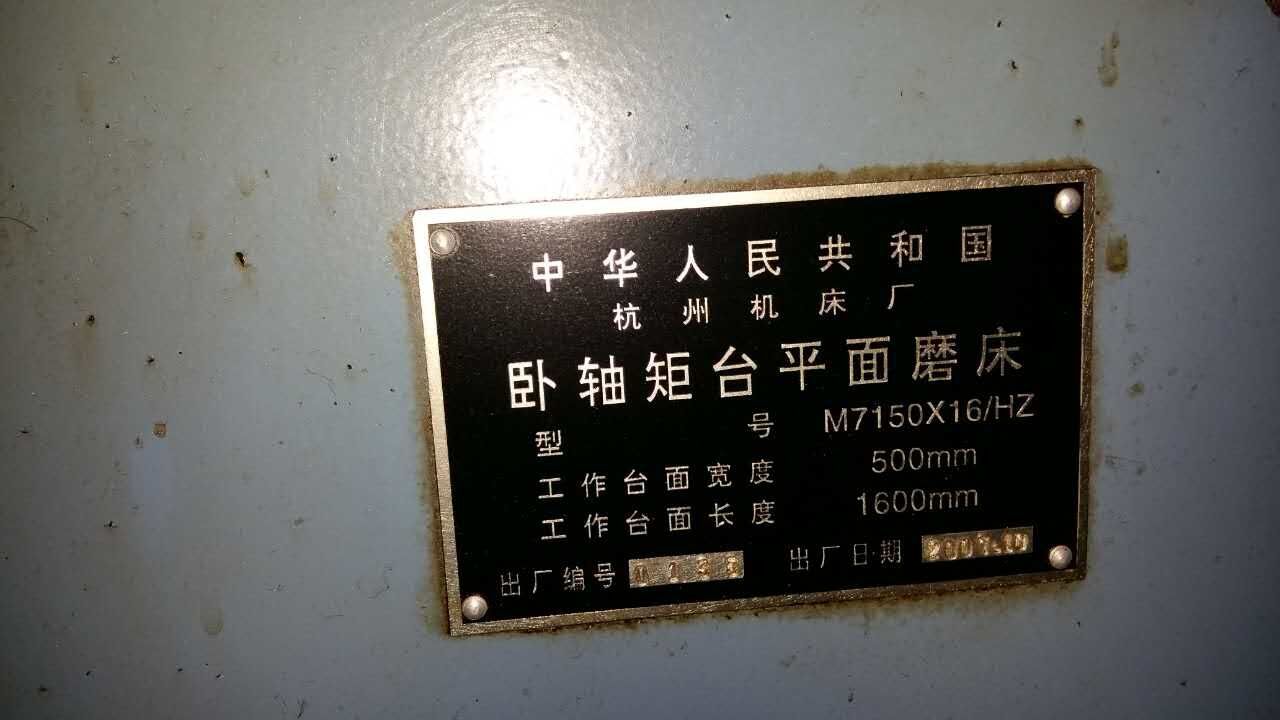 中华人民共和国
杭州机床厂
卧轴矩台平面磨床
型号 M7150X16/HZ
工作台面宽度 500mm
工作台面长度 1600mm
出厂编号 出厂日期